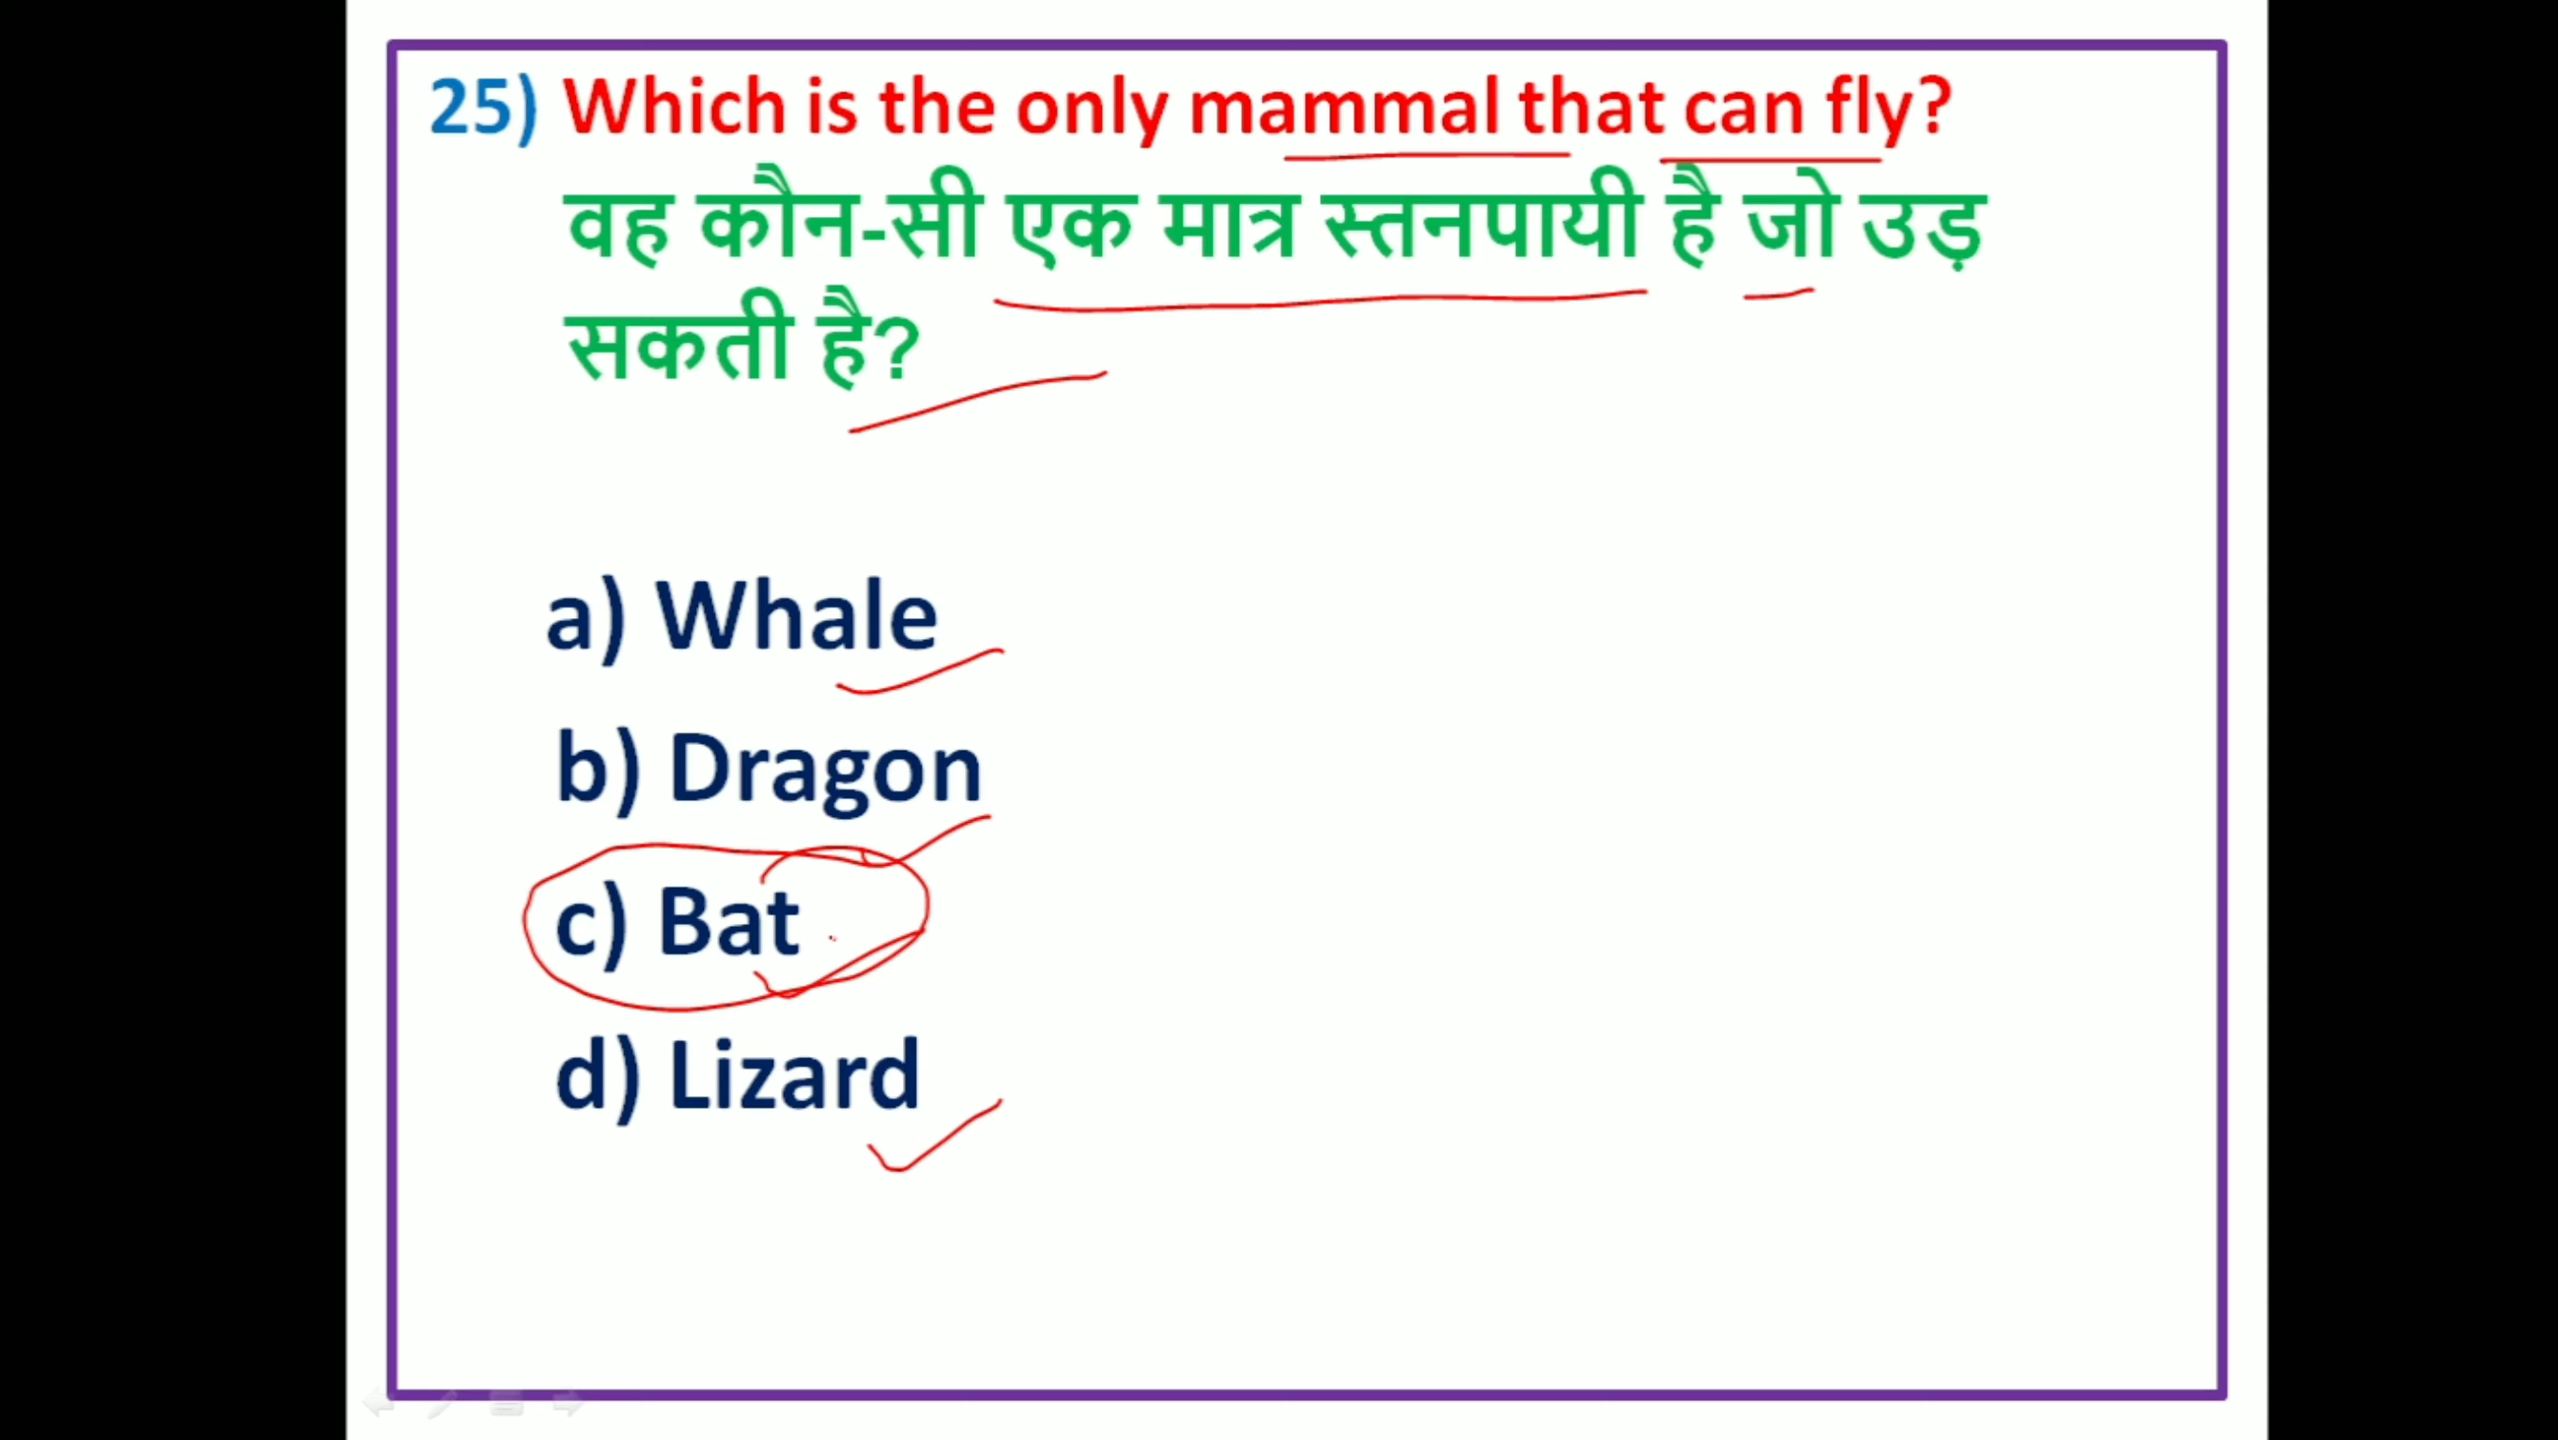 25) Which is the only mammal that can fly?
वह कौन-सी एक मात्र स्तनपायी है जो उड़
सकती है?
a) Whale
b) Dragon
c) Bat
d) Lizard